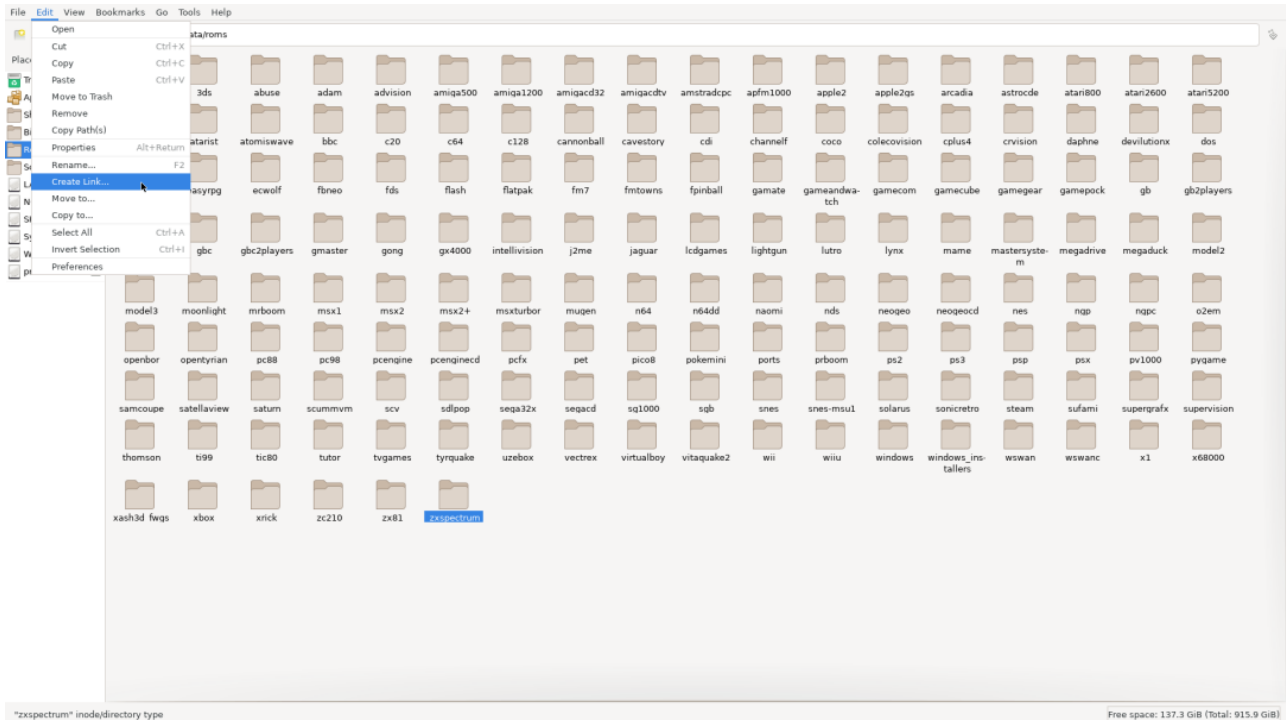 File Edit View Bookmarks Go Tools Help
Open
Cut Ctrl+X
Copy Ctrl+C
Paste Ctrl+V
Move to Trash
Remove
Copy Path(s)
Properties Alt+Return
Rename... F2
Create Link...
Move to...
Copy to...
Select All Ctrl+A
Invert Selection Ctrl+I
Preferences
ata/roms
Plac
3ds abuse adam advision amiga500 amiga1200 amigacd32 amigacdtv amstradcpc apfm1000 apple2 apple2gs arcadia astrocde atari800 atari2600 atari5200
atarist atomiswave bbc c20 c64 c128 cannonball cavestory cdi channelf coco colecovision cplus4 crvision daphne devilutionx dos
asyrpg ecwolf fbneo fds flash flatpak fm7 fmtowns fpinball gamate gameandwa-
tch gamecom gamecube gamegear gamepock gb gb2players
gbc gbc2players gmaster gong gx4000 intellivision j2me jaguar lcdgames lightgun lutro lynx mame mastersyste-
m megadrive megaduck model2
model3 moonlight mrboom msx1 msx2 msx2+ msxturbor mugen n64 n64dd naomi nds neogeo neogeocd nes ngp ngpc o2em
openbor opentyrian pc88 pc98 pcengine pcenginecd pcfx pet pico8 pokemini ports prboom ps2 ps3 psp psx pv1000 pygame
samcoupe satellaview saturn scummvm scv sdlpop sega32x segacd sg1000 sgb snes snes-msu1 solarus sonicretro steam sufami supergrafx supervision
thomson ti99 tic80 tutor tvgames tyrquake uzebox vectrex virtualboy vitaquake2 wii wiiu windows windows_ins-
tallers wswan wswanc x1 x68000
xash3d_fwgs xbox xrick zc210 zx81 zxspectrum
"zxspectrum" inode/directory type
Free space: 137.3 GiB (Total: 915.9 GiB)